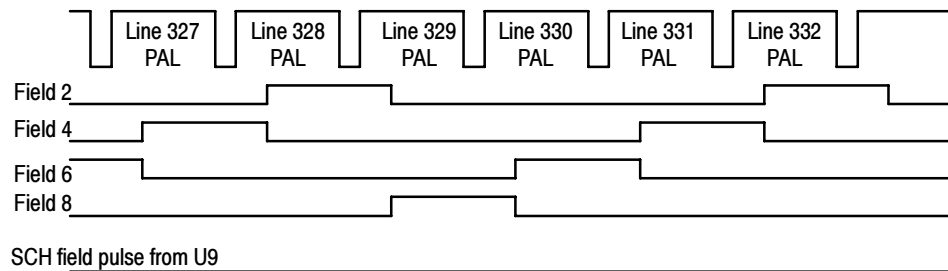 Line 327 Line 328 Line 329 Line 330 Line 331 Line 332
PAL PAL PAL PAL PAL PAL
Field 2
Field 4
Field 6
Field 8
SCH field pulse from U9